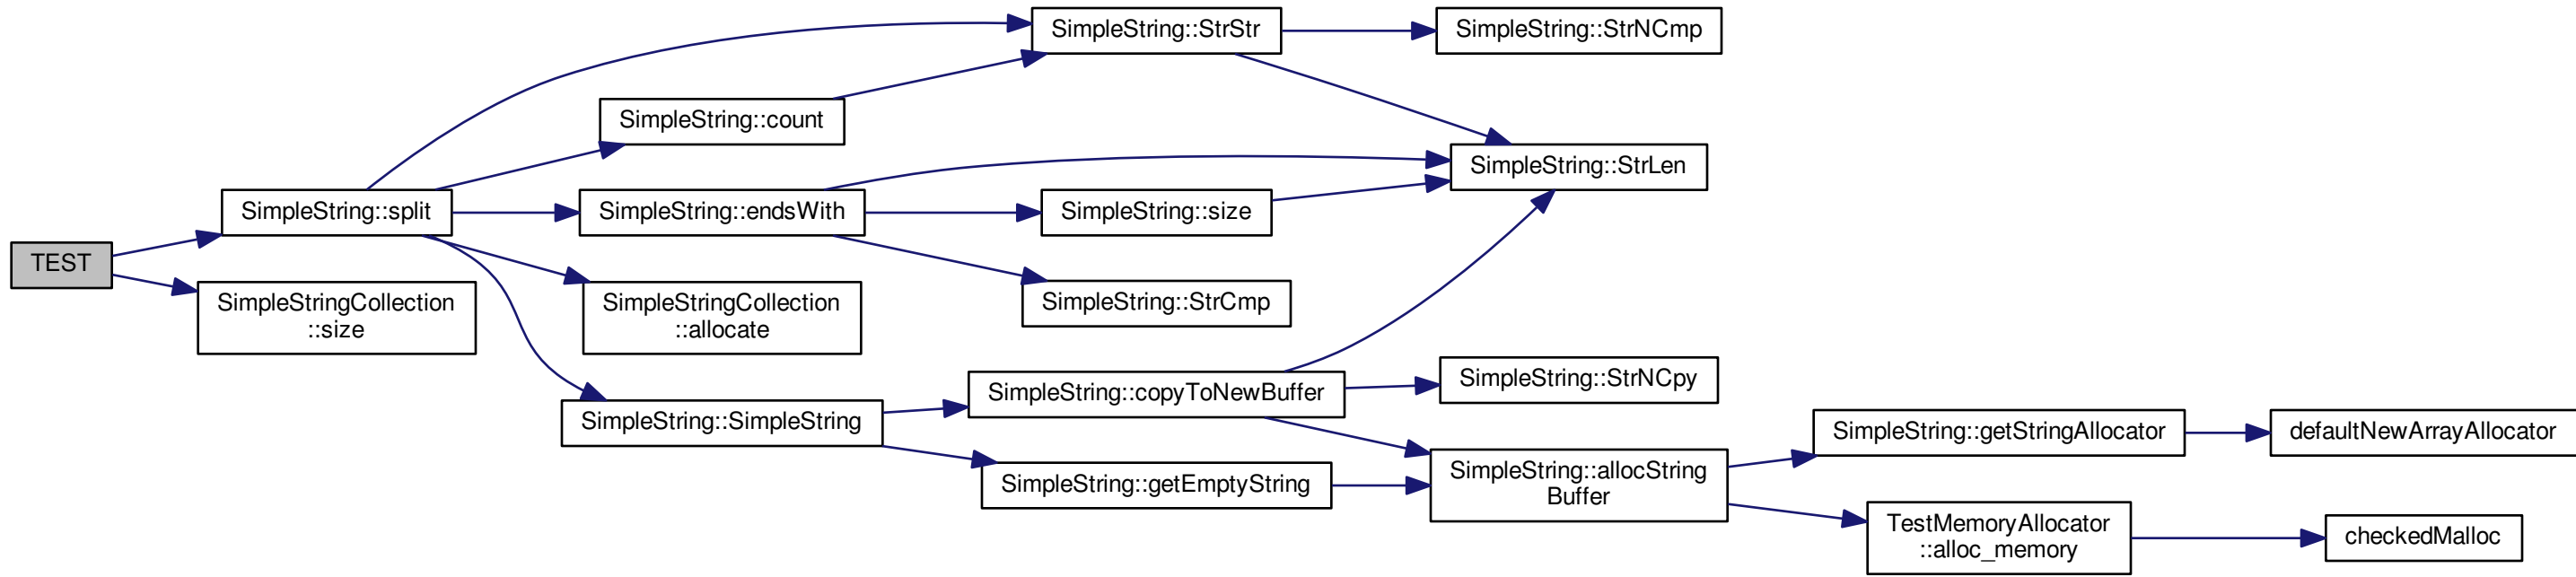 TEST
SimpleString::split
SimpleStringCollection
::size
SimpleString::StrStr
SimpleString::count
SimpleString::endsWith
SimpleStringCollection
::allocate
SimpleString::SimpleString
SimpleString::StrNCmp
SimpleString::StrLen
SimpleString::size
SimpleString::StrCmp
SimpleString::copyToNewBuffer
SimpleString::getEmptyString
SimpleString::StrNCpy
SimpleString::allocString
Buffer
SimpleString::getStringAllocator
defaultNewArrayAllocator
TestMemoryAllocator
::alloc_memory
checkedMalloc